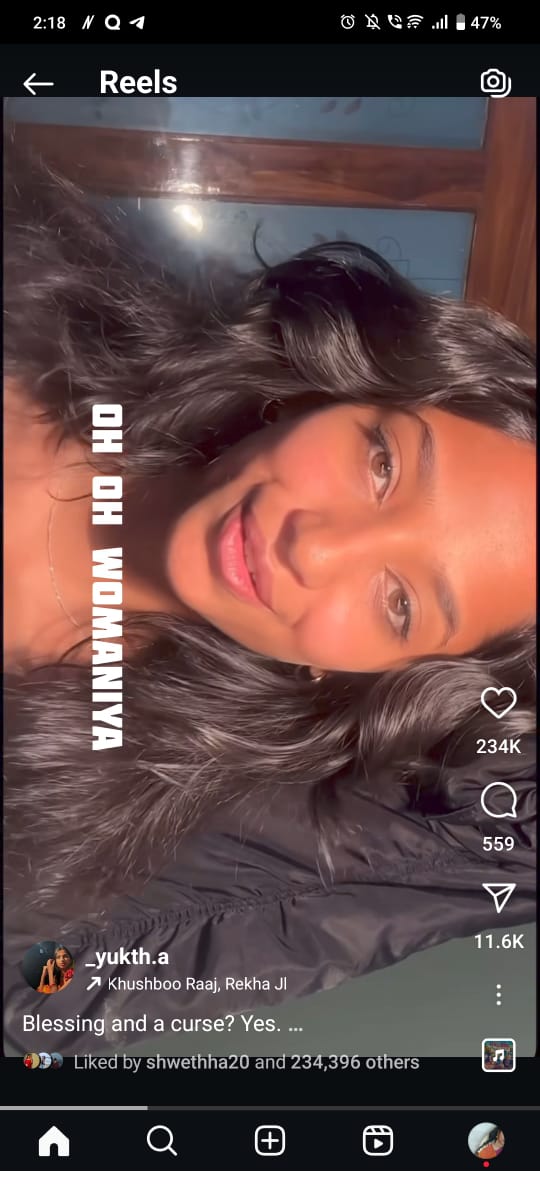 2:18
47%
Reels
OH OH WOMANIYA
234K
559
11.6K
_yukth.a
Khushboo Raaj, Rekha Jl
Blessing and a curse? Yes. ...
Liked by shwethha20 and 234,396 others